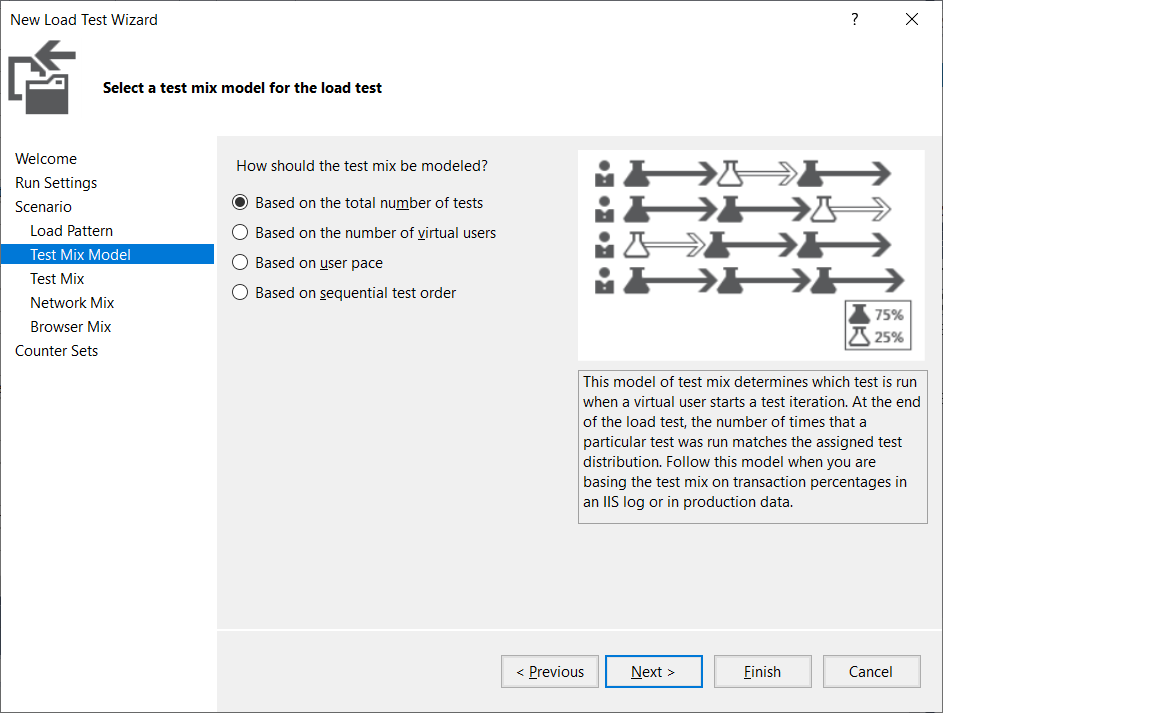 New Load Test Wizard
?
Select a test mix model for the load test
Welcome
Run Settings
Scenario
Load Pattern
Test Mix Model
Test Mix
Network Mix
Browser Mix
Counter Sets
How should the test mix be modeled?
Based on the total number of tests
Based on the number of virtual users
Based on user pace
Based on sequential test order
75%
25%
This model of test mix determines which test is run
when a virtual user starts a test iteration. At the end
of the load test, the number of times that a
particular test was run matches the assigned test
distribution. Follow this model when you are
basing the test mix on transaction percentages in
an IIS log or in production data.
< Previous
Next >
Finish
Cancel